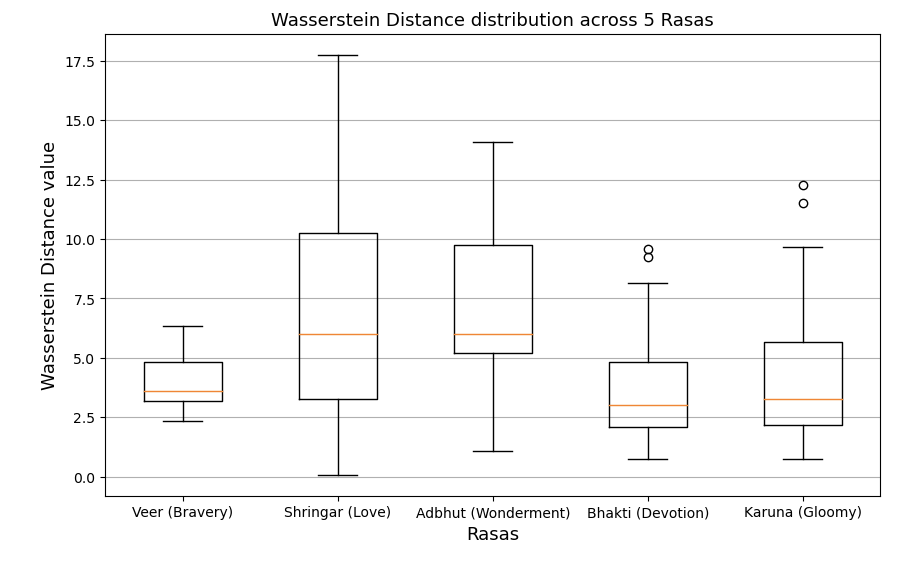 Wasserstein Distance distribution across 5 Rasas
Wasserstein Distance value
17.5
15.0
12.5
10.0
7.5
5.0
2.5
0.0
Veer (Bravery) Shringar (Love) Adbhut (Wonderment) Bhakti (Devotion) Karuna (Gloomy)
Rasas